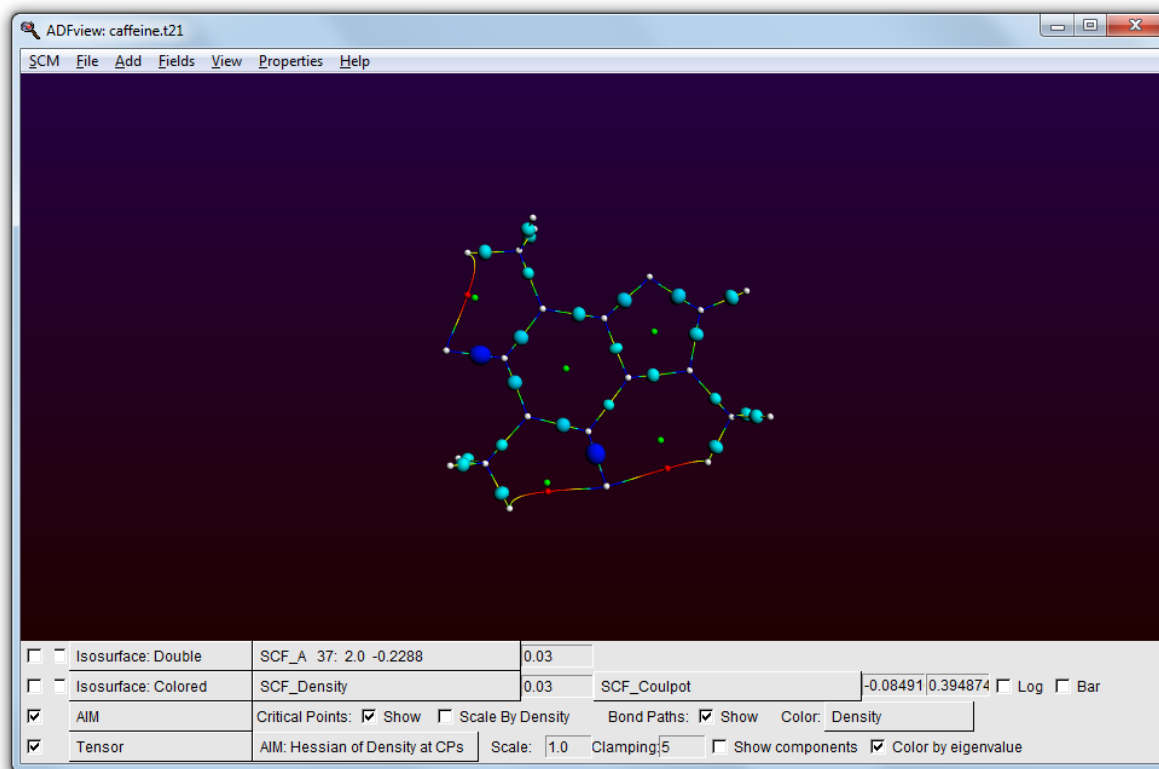 ADFview: caffeine.t21
SCM File Add Fields View Properties Help
Isosurface: Double SCF_A 37: 2.0 -0.2288 0.03
Isosurface: Colored SCF_Density 0.03 SCF_Coulpot -0.08491 0.394874 Log Bar
AIM Critical Points: Show Scale By Density Bond Paths: Show Color: Density
Tensor AIM: Hessian of Density at CPs Scale: 1.0 Clamping: 5 Show components Color by eigenvalue